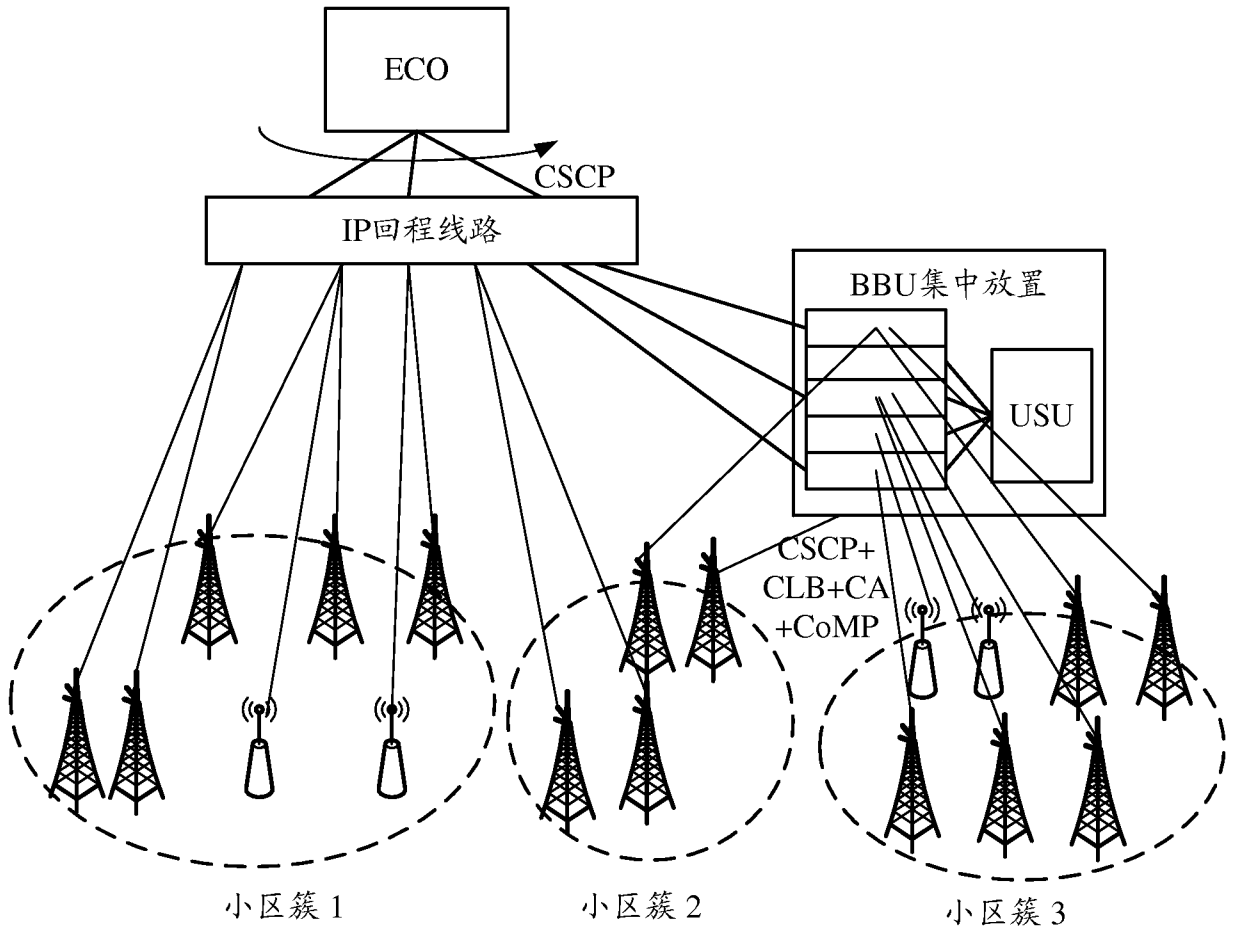 ECO
CSCP
IP回程线路
BBU集中放置
USU
CSCP+
CLB+CA
+CoMP
小区簇 1
小区簇 2
小区簇 3